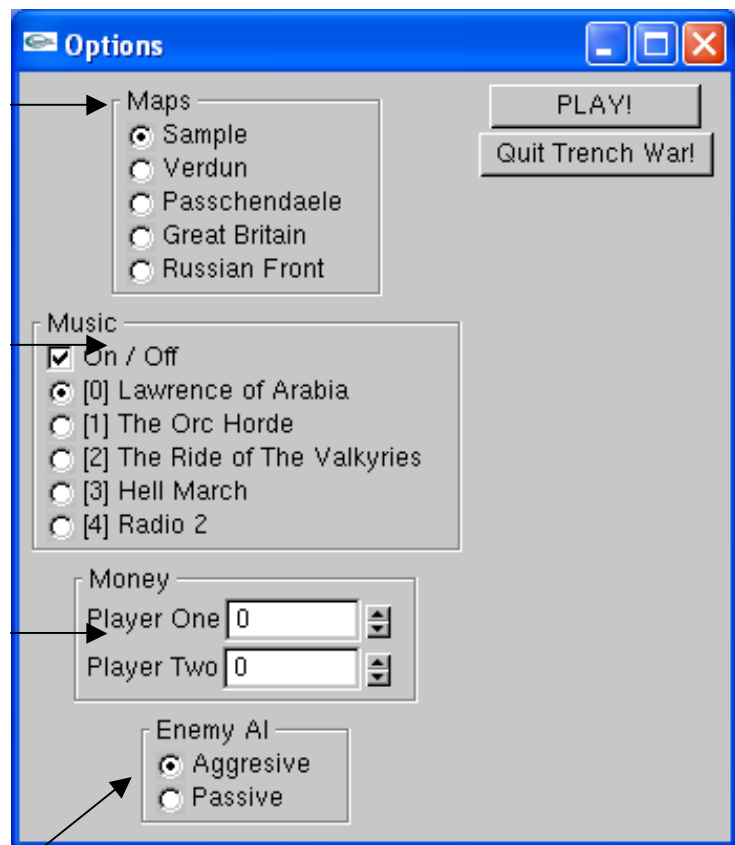 Options
Maps
Sample
Verdun
Passchendaele
Great Britain
Russian Front
PLAY!
Quit Trench War!
Music
On / Off
[0] Lawrence of Arabia
[1] The Orc Horde
[2] The Ride of The Valkyries
[3] Hell March
[4] Radio 2
Money
Player One 0
Player Two 0
Enemy AI
Aggresive
Passive